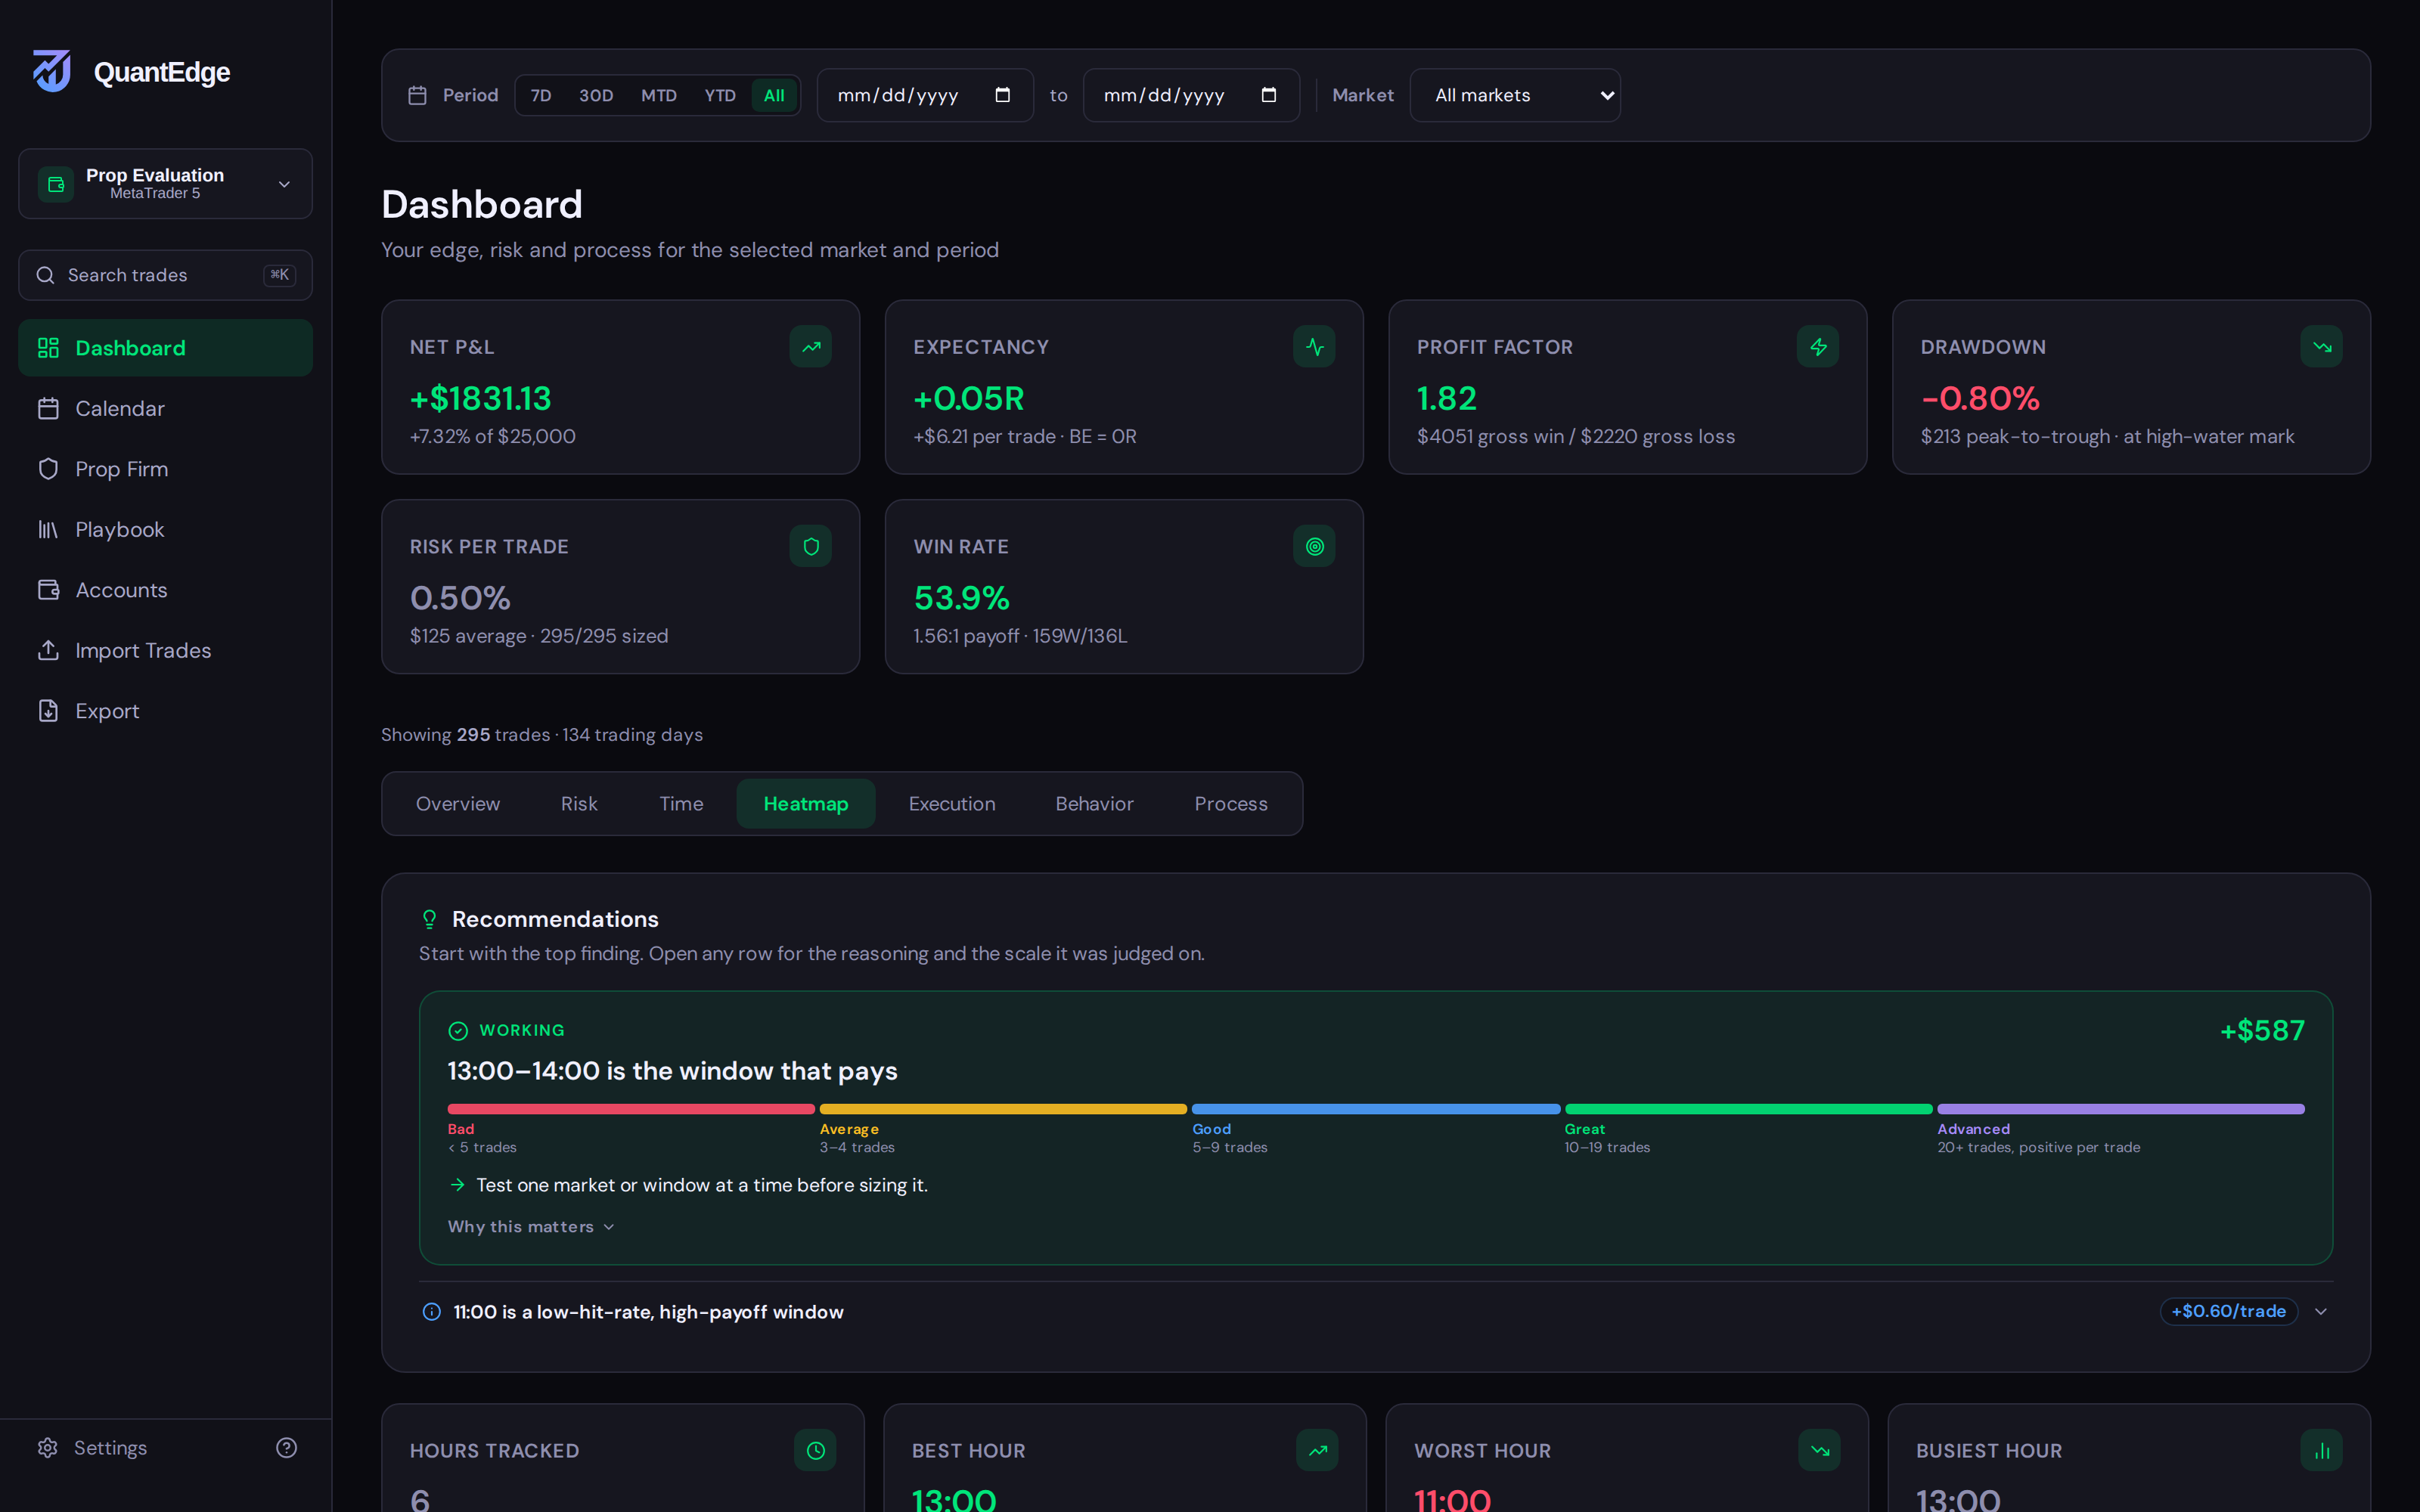 QuantEdge
Prop Evaluation
MetaTrader 5
Search trades ⌘K
Dashboard
Calendar
Prop Firm
Playbook
Accounts
Import Trades
Export
Settings
Period 7D 30D MTD YTD All mm/dd/yyyy to mm/dd/yyyy Market All markets
Dashboard
Your edge, risk and process for the selected market and period
NET P&L
+$1831.13
+7.32% of $25,000
EXPECTANCY
+0.05R
+$6.21 per trade · BE = 0R
PROFIT FACTOR
1.82
$4051 gross win / $2220 gross loss
DRAWDOWN
-0.80%
$213 peak-to-trough · at high-water mark
RISK PER TRADE
0.50%
$125 average · 295/295 sized
WIN RATE
53.9%
1.56:1 payoff · 159W/136L
Showing 295 trades · 134 trading days
Overview Risk Time Heatmap Execution Behavior Process
Recommendations
Start with the top finding. Open any row for the reasoning and the scale it was judged on.
WORKING +$587
13:00–14:00 is the window that pays
Bad Average Good Great Advanced
< 5 trades 3–4 trades 5–9 trades 10–19 trades 20+ trades, positive per trade
→ Test one market or window at a time before sizing it.
Why this matters
11:00 is a low-hit-rate, high-payoff window +$0.60/trade
HOURS TRACKED
6
BEST HOUR
13:00
WORST HOUR
11:00
BUSIEST HOUR
13:00